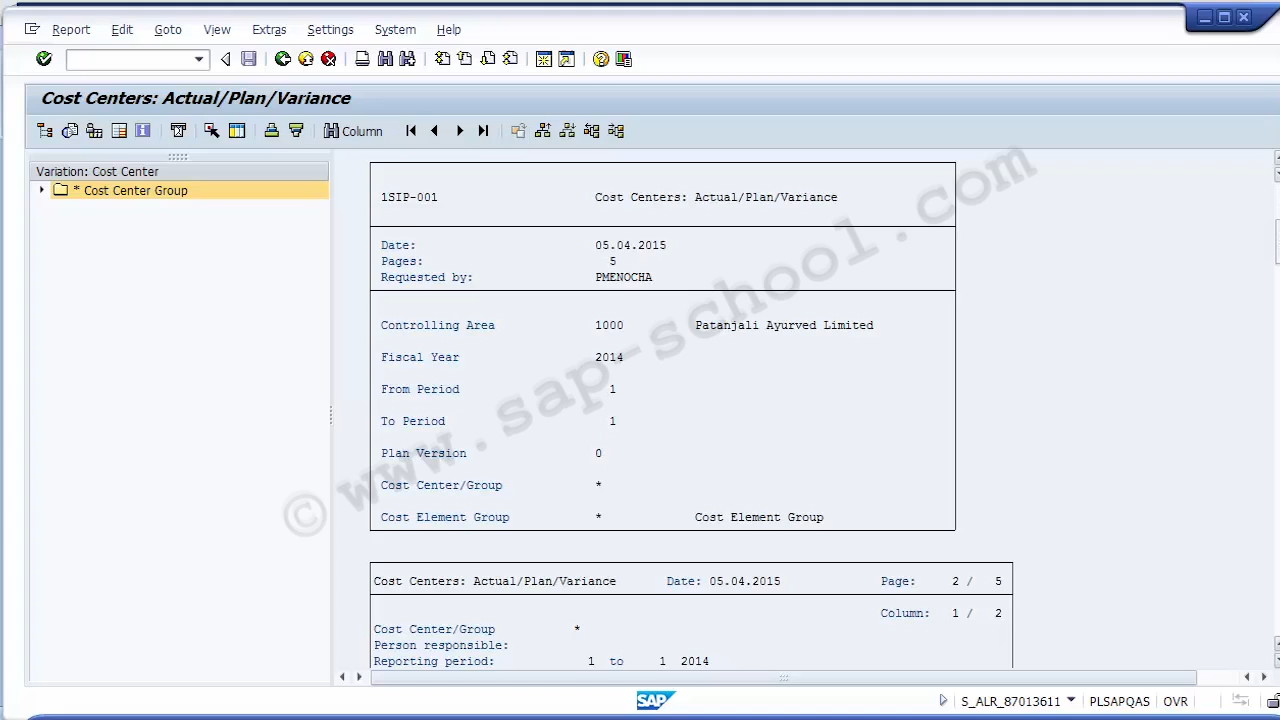 Report Edit Goto View Extras Settings System Help
Cost Centers: Actual/Plan/Variance
Column
Variation: Cost Center
* Cost Center Group
1SIP-001 Cost Centers: Actual/Plan/Variance
Date: 05.04.2015
Pages: 5
Requested by: PMENOCHA
Controlling Area 1000 Patanjali Ayurved Limited
Fiscal Year 2014
From Period 1
To Period 1
Plan Version 0
Cost Center/Group *
Cost Element Group * Cost Element Group
© www.sap-school.com
Cost Centers: Actual/Plan/Variance Date: 05.04.2015 Page: 2 / 5
Column: 1 / 2
Cost Center/Group *
Person responsible:
Reporting period: 1 to 1 2014
SAP S_ALR_87013611 PLSAPQAS OVR